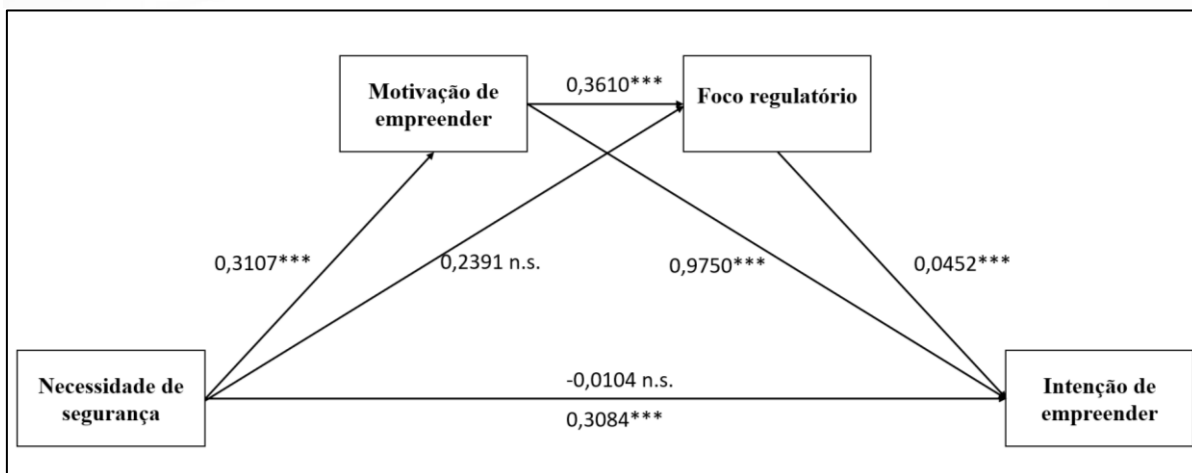 Motivação de
empreender
0,3610***
Foco regulatório
0,3107***
0,2391 n.s.
0,9750***
0,0452***
Necessidade de
segurança
-0,0104 n.s.
0,3084***
Intenção de
empreender